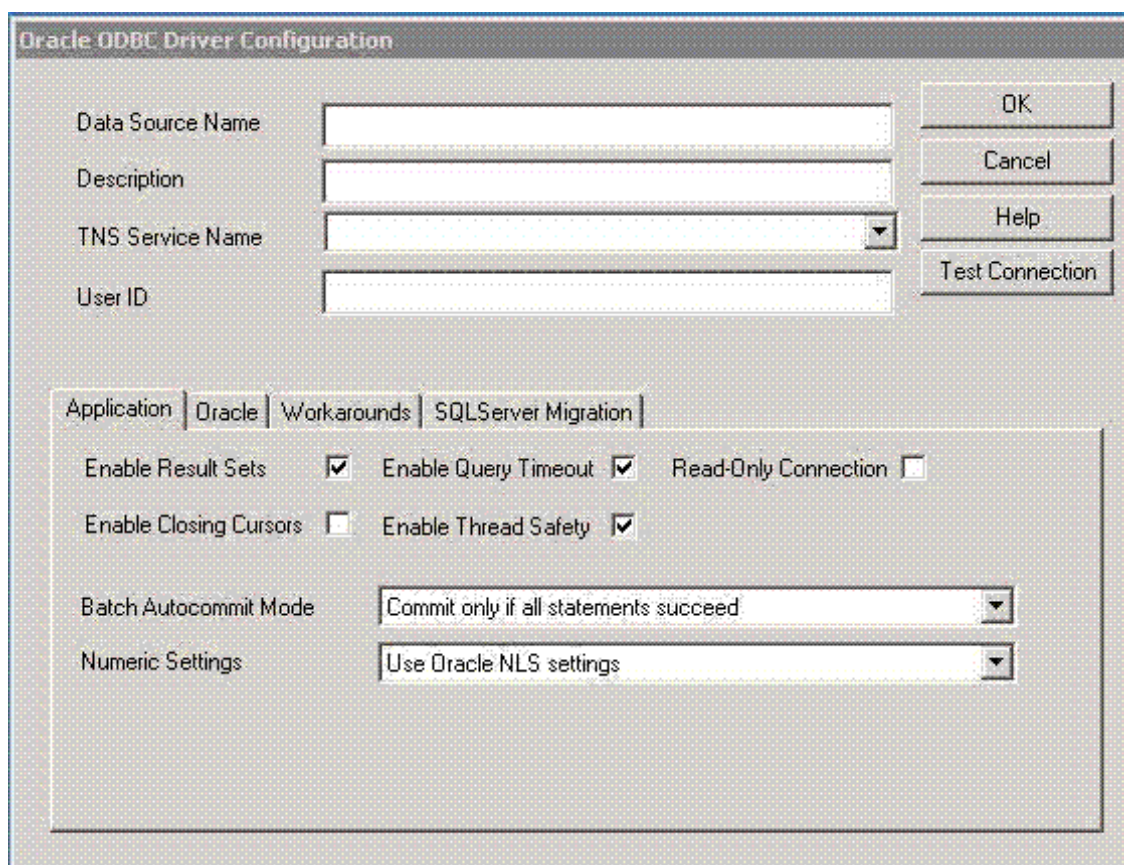 Oracle ODBC Driver Configuration
Data Source Name
OK
Description
Cancel
TNS Service Name
Help
User ID
Test Connection
Application Oracle Workarounds SQLServer Migration
Enable Result Sets Enable Query Timeout Read-Only Connection
Enable Closing Cursors Enable Thread Safety
Batch Autocommit Mode Commit only if all statements succeed
Numeric Settings Use Oracle NLS settings